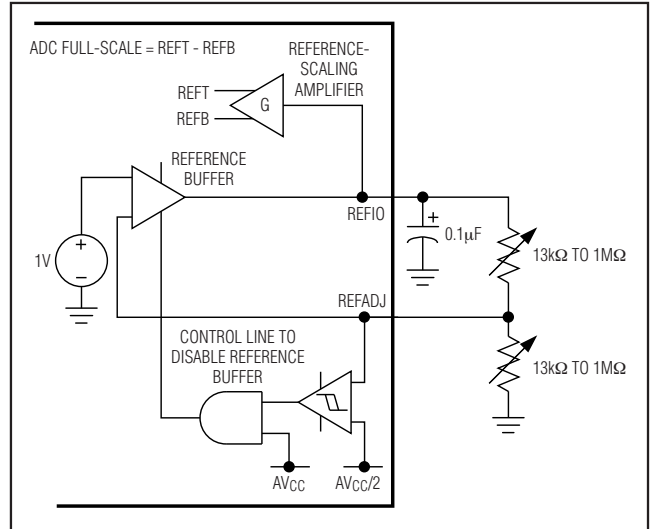 ADC FULL-SCALE = REFT - REFB
REFERENCE-
SCALING
AMPLIFIER
REFT
REFB
G
REFERENCE
BUFFER
REFIO
+
0.1µF
13kΩ TO 1MΩ
1V
+
−
REFADJ
CONTROL LINE TO
DISABLE REFERENCE
BUFFER
13kΩ TO 1MΩ
AVCC
AVCC/2